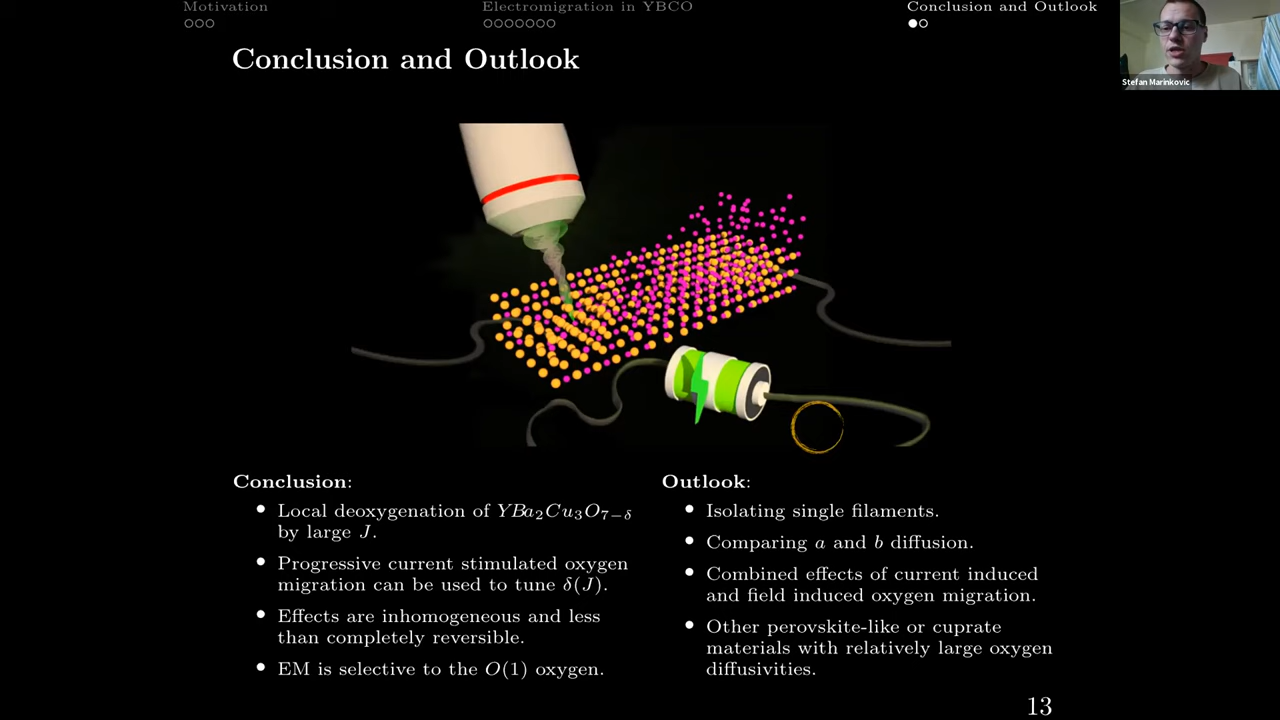 Motivation
Electromigration in YBCO
Conclusion and Outlook
Conclusion and Outlook
Stefan Marinkovic
Conclusion:
• Local deoxygenation of YBa₂Cu₃O₇₋δ
by large J.
• Progressive current stimulated oxygen
migration can be used to tune δ(J).
• Effects are inhomogeneous and less
than completely reversible.
• EM is selective to the O(1) oxygen.
Outlook:
• Isolating single filaments.
• Comparing a and b diffusion.
• Combined effects of current induced
and field induced oxygen migration.
• Other perovskite-like or cuprate
materials with relatively large oxygen
diffusivities.
13